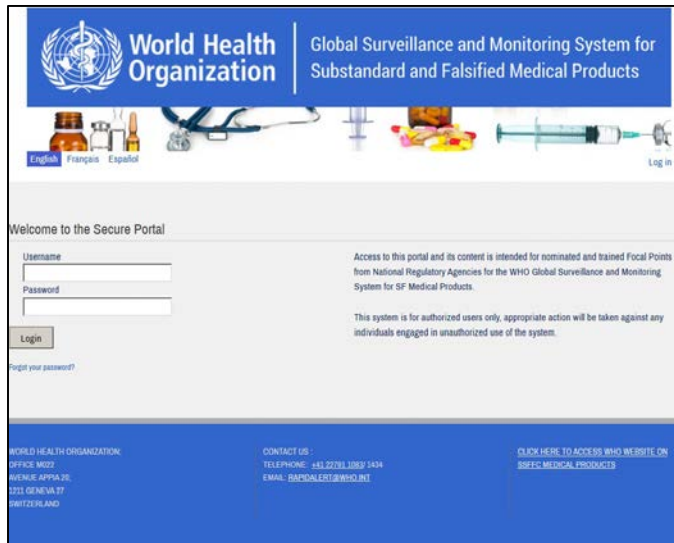 World Health
Organization
Global Surveillance and Monitoring System for
Substandard and Falsified Medical Products
English Français Español
Log in
Welcome to the Secure Portal
Username
Password
Login
Forgot your password?
Access to this portal and its content is intended for nominated and trained Focal Points
from National Regulatory Agencies for the WHO Global Surveillance and Monitoring
System for SF Medical Products.
This system is for authorized users only, appropriate action will be taken against any
individuals engaged in unauthorized use of the system.
WORLD HEALTH ORGANIZATION:
OFFICE M022
AVENUE APPIA 20,
1211 GENEVA 27
SWITZERLAND
CONTACT US :
TELEPHONE: +41 22791 1083/ 1434
EMAIL: RAPIDALERT@WHO.INT
CLICK HERE TO ACCESS WHO WEBSITE ON
SSFFC MEDICAL PRODUCTS